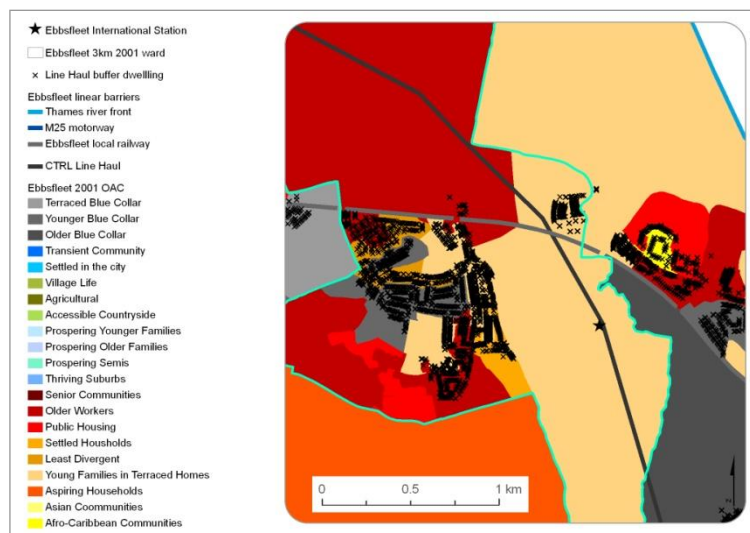 Ebbsfleet International Station
Ebbsfleet 3km 2001 ward
Line Haul buffer dwellling
Ebbsfleet linear barriers
Thames river front
M25 motorway
Ebbsfleet local railway
CTRL Line Haul
Ebbsfleet 2001 OAC
Terraced Blue Collar
Younger Blue Collar
Older Blue Collar
Transient Community
Settled in the city
Village Life
Agricultural
Accessible Countryside
Prospering Younger Families
Prospering Older Families
Prospering Semis
Thriving Suburbs
Senior Communities
Older Workers
Public Housing
Settled Housholds
Least Divergent
Young Families in Terraced Homes
Aspiring Households
Asian Coommunities
Afro-Caribbean Communities
0 0.5 1 km